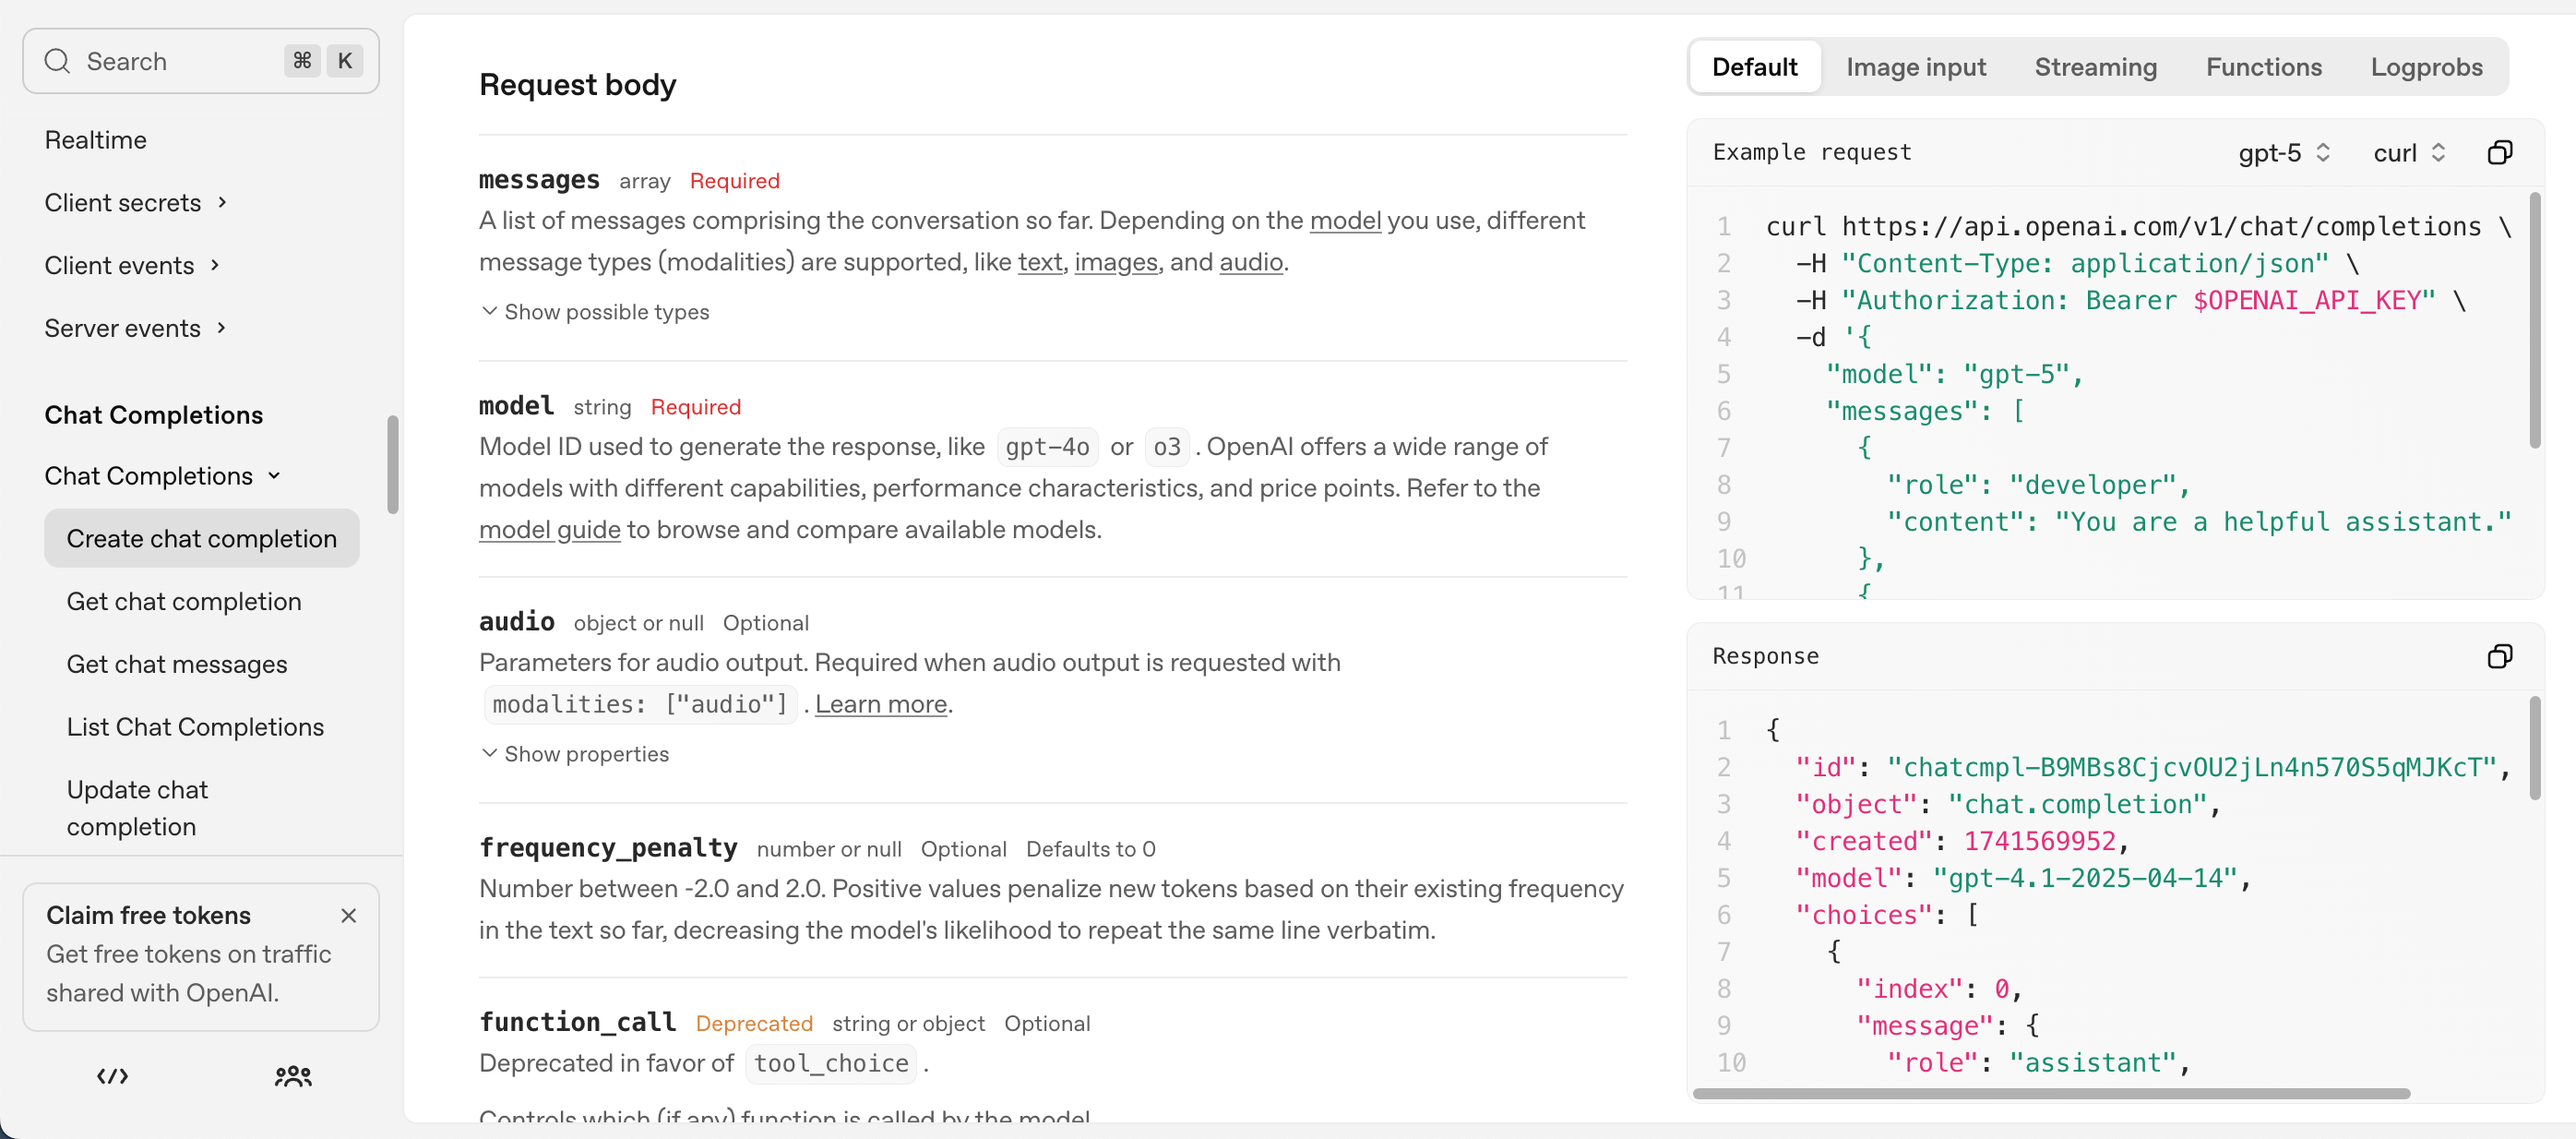 Search ⌘ K
Realtime
Client secrets
Client events
Server events
Chat Completions
Chat Completions
Create chat completion
Get chat completion
Get chat messages
List Chat Completions
Update chat
completion
Claim free tokens
Get free tokens on traffic
shared with OpenAI.
Request body
messages array Required
A list of messages comprising the conversation so far. Depending on the model you use, different
message types (modalities) are supported, like text, images, and audio.
Show possible types
model string Required
Model ID used to generate the response, like gpt-4o or o3 . OpenAI offers a wide range of
models with different capabilities, performance characteristics, and price points. Refer to the
model guide to browse and compare available models.
audio object or null Optional
Parameters for audio output. Required when audio output is requested with
modalities: ["audio"] . Learn more.
Show properties
frequency_penalty number or null Optional Defaults to 0
Number between -2.0 and 2.0. Positive values penalize new tokens based on their existing frequency
in the text so far, decreasing the model's likelihood to repeat the same line verbatim.
function_call Deprecated string or object Optional
Deprecated in favor of tool_choice .
Controls which (if any) function is called by the model
Default Image input Streaming Functions Logprobs
Example request gpt-5 curl
1 curl https://api.openai.com/v1/chat/completions \
2 -H "Content-Type: application/json" \
3 -H "Authorization: Bearer $OPENAI_API_KEY" \
4 -d '{
5 "model": "gpt-5",
6 "messages": [
7 {
8 "role": "developer",
9 "content": "You are a helpful assistant."
10 },
11 {
Response
1 {
2 "id": "chatcmpl-B9MBs8CjcvOU2jLn4n570S5qMJKcT",
3 "object": "chat.completion",
4 "created": 1741569952,
5 "model": "gpt-4.1-2025-04-14",
6 "choices": [
7 {
8 "index": 0,
9 "message": {
10 "role": "assistant",